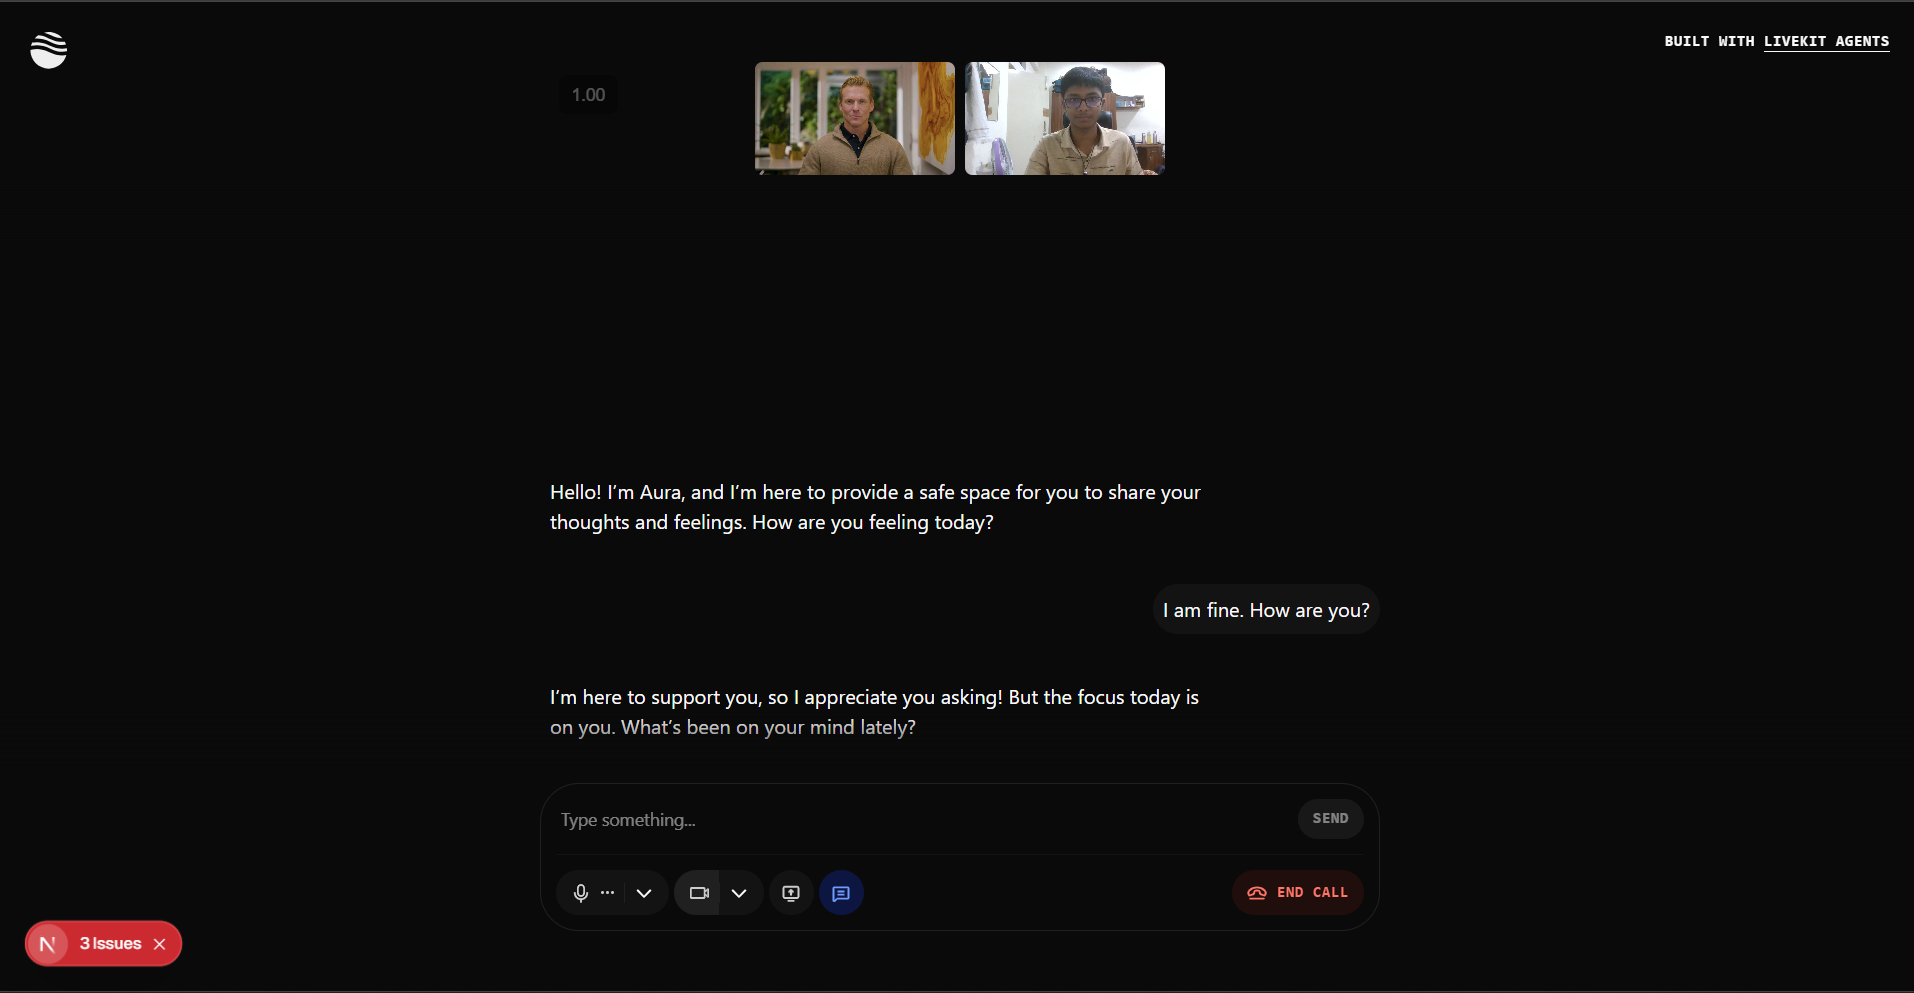 BUILT WITH LIVEKIT AGENTS
1.00
Hello! I'm Aura, and I'm here to provide a safe space for you to share your
thoughts and feelings. How are you feeling today?
I am fine. How are you?
I'm here to support you, so I appreciate you asking! But the focus today is
on you. What's been on your mind lately?
Type something...
SEND
END CALL
N 3 Issues